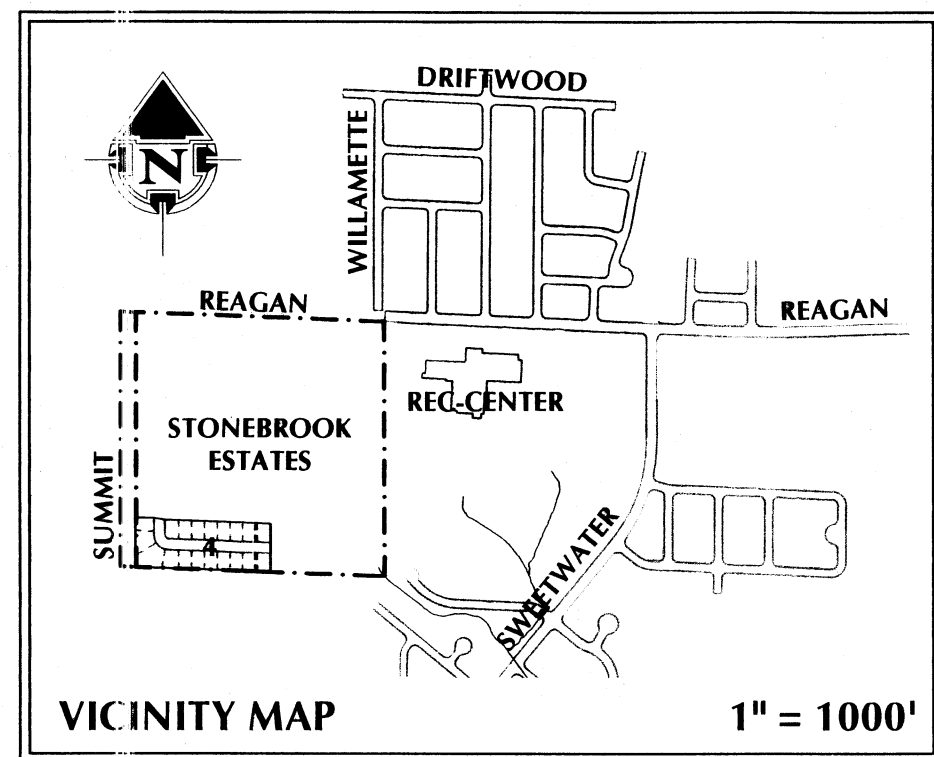 DRIFTWOOD
WILLAMETTE
N
REAGAN
REAGAN
REC-CENTER
STONEBROOK
ESTATES
SUMMIT
4
SWEETWATER
VICINITY MAP
1" = 1000'